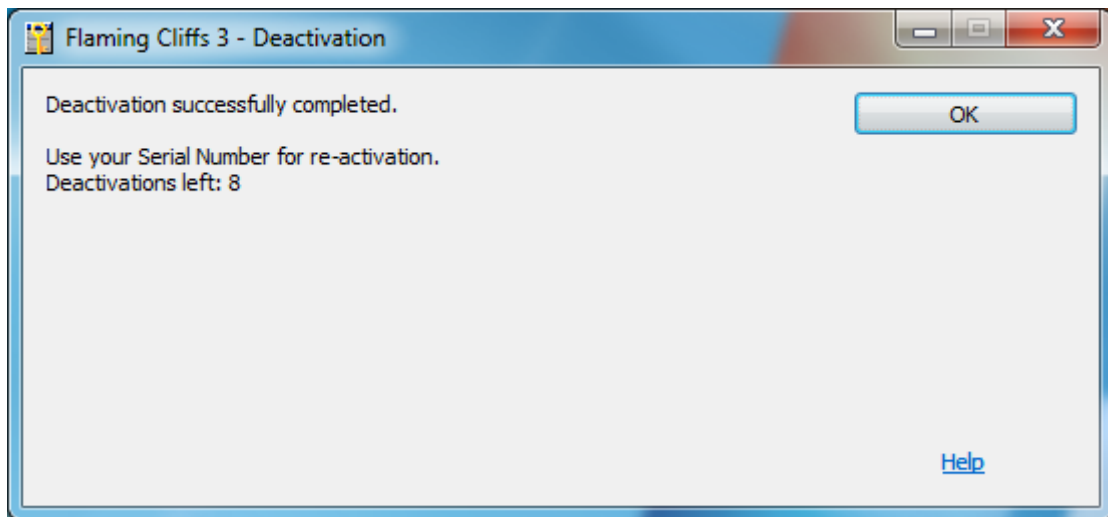 Flaming Cliffs 3 - Deactivation
Deactivation successfully completed.
OK
Use your Serial Number for re-activation.
Deactivations left: 8
Help